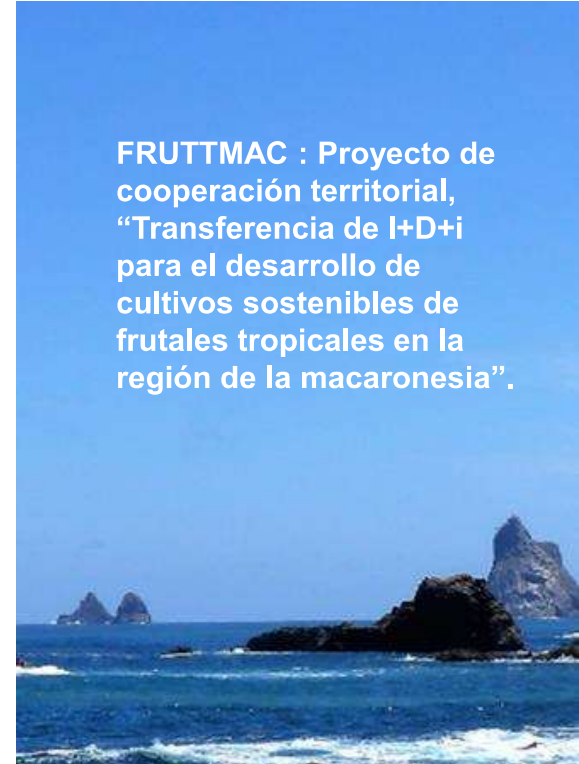 FRUTTMAC : Proyecto de
cooperación territorial,
“Transferencia de I+D+i
para el desarrollo de
cultivos sostenibles de
frutales tropicales en la
región de la macaronesia”.